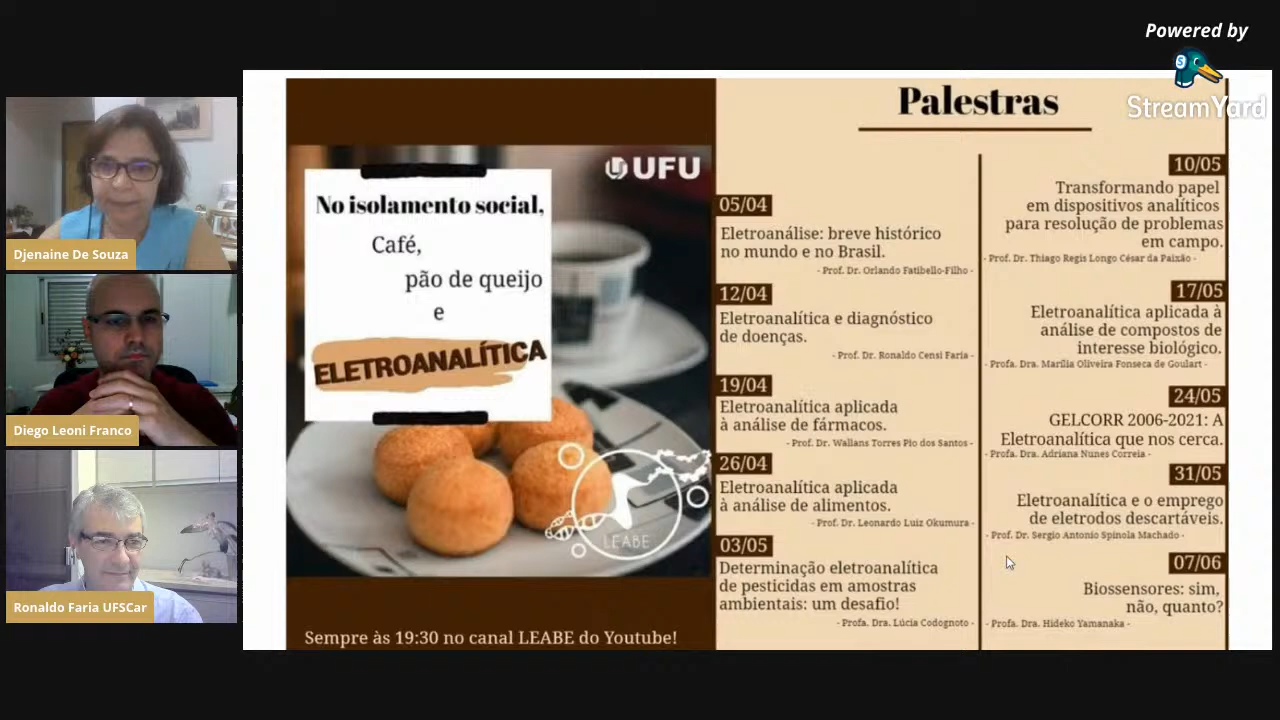 Powered by
StreamYard
Djenaine De Souza
Diego Leoni Franco
Ronaldo Faria UFSCar
UFU
No isolamento social,
Café,
pão de queijo
e
ELETROANALÍTICA
LEABE
Sempre às 19:30 no canal LEABE do Youtube!
Palestras
05/04
Eletroanálise: breve histórico
no mundo e no Brasil.
- Prof. Dr. Orlando Fatibello-Filho -
12/04
Eletroanalítica e diagnóstico
de doenças.
- Prof. Dr. Ronaldo Censi Faria -
19/04
Eletroanalítica aplicada
à análise de fármacos.
- Prof. Dr. Wallans Torres Pio dos Santos -
26/04
Eletroanalítica aplicada
à análise de alimentos.
- Prof. Dr. Leonardo Luiz Okumura -
03/05
Determinação eletroanalítica
de pesticidas em amostras
ambientais: um desafio!
- Profa. Dra. Lúcia Codognoto -
10/05
Transformando papel
em dispositivos analíticos
para resolução de problemas
em campo.
- Prof. Dr. Thiago Regis Longo César da Paixão -
17/05
Eletroanalítica aplicada à
análise de compostos de
interesse biológico.
- Profa. Dra. Marília Oliveira Fonseca de Goulart -
24/05
GELCORR 2006-2021: A
Eletroanalítica que nos cerca.
- Profa. Dra. Adriana Nunes Correia -
31/05
Eletroanalítica e o emprego
de eletrodos descartáveis.
- Prof. Dr. Sergio Antonio Spinola Machado -
07/06
Biossensores: sim,
não, quanto?
- Profa. Dra. Hideko Yamanaka -